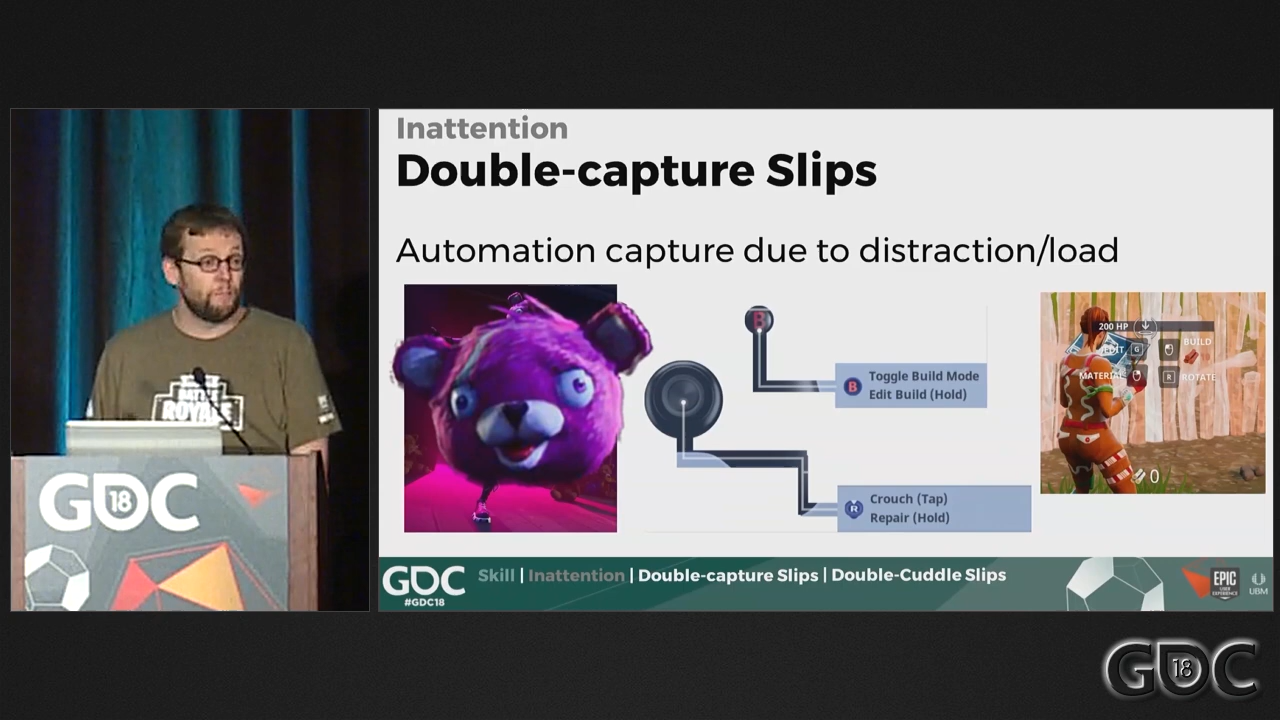 Inattention
Double-capture Slips
Automation capture due to distraction/load
B
B Toggle Build Mode
Edit Build (Hold)
R Crouch (Tap)
Repair (Hold)
200 HP
EDIT G BUILD
MATERIAL R ROTATE
0
BATTLE
ROYALE
GDC 18
GDC
#GDC18
Skill | Inattention | Double-capture Slips | Double-Cuddle Slips
EPIC
UBM
GDC 18